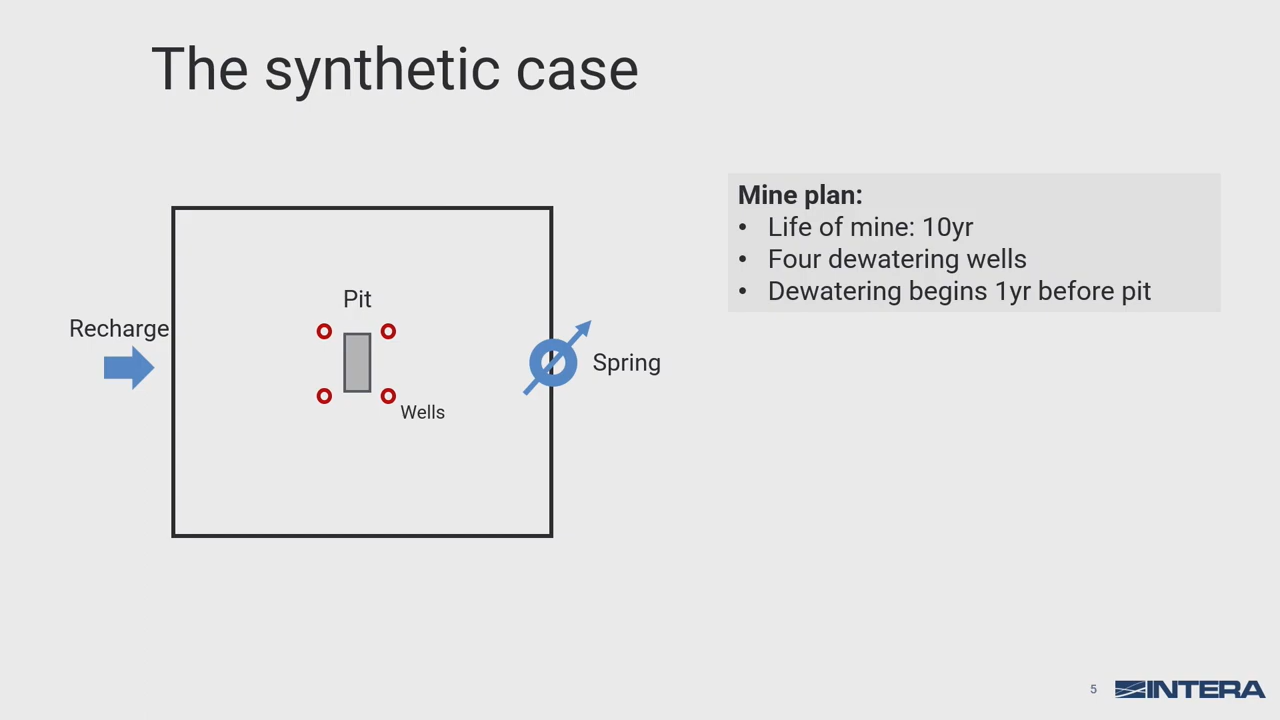 The synthetic case
Mine plan:
• Life of mine: 10yr
• Four dewatering wells
• Dewatering begins 1yr before pit
Pit
Recharge
Spring
Wells
5
INTERA